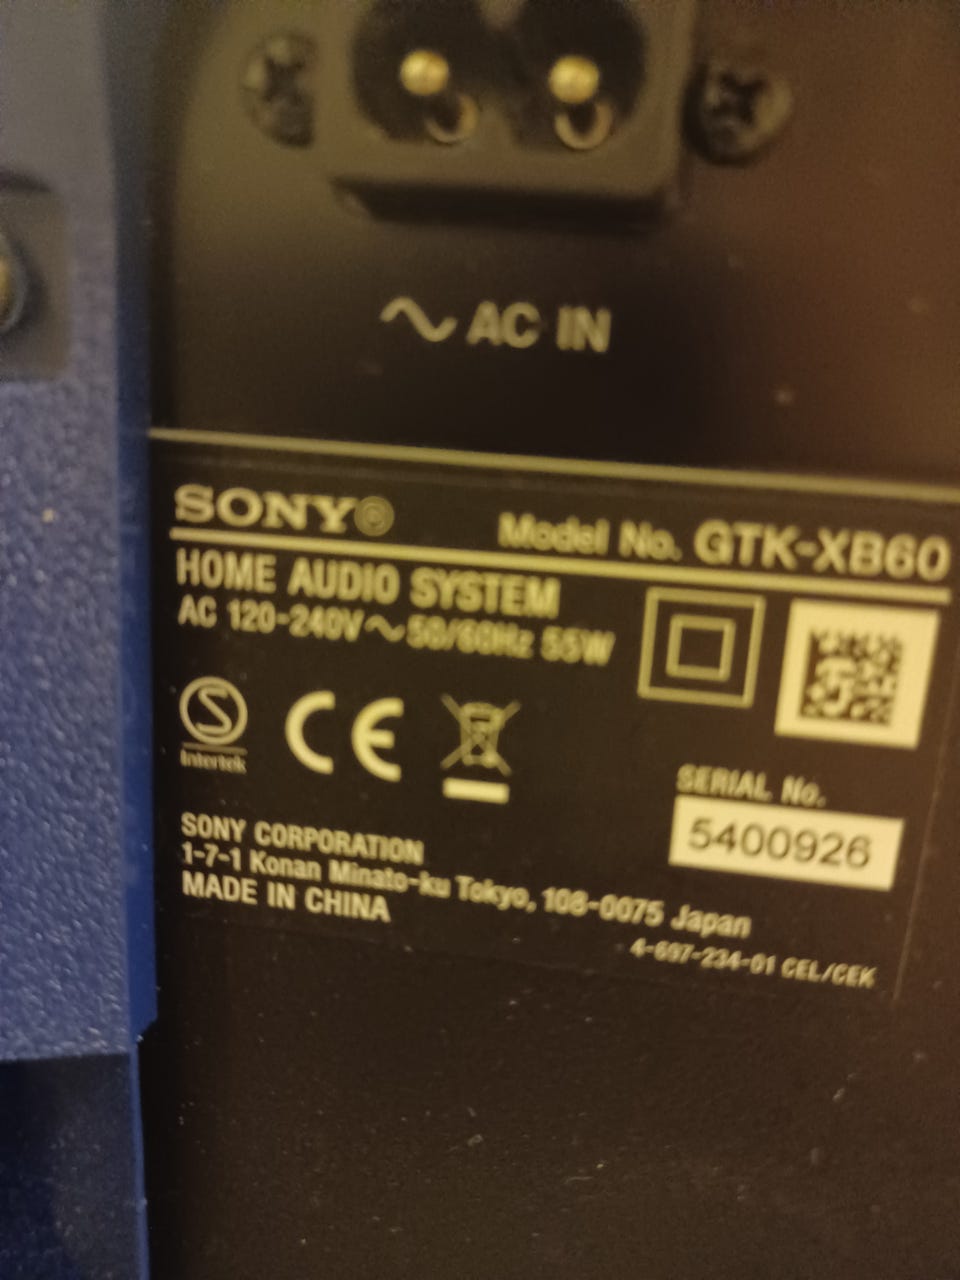 ~ AC IN
SONY®
Model No. GTK-XB60
HOME AUDIO SYSTEM
AC 120-240V~50/60Hz 55W
S
Intertek
CE
SERIAL No.
5400926
SONY CORPORATION
1-7-1 Konan Minato-ku Tokyo, 108-0075 Japan
MADE IN CHINA
4-697-234-01 CEL/CEK